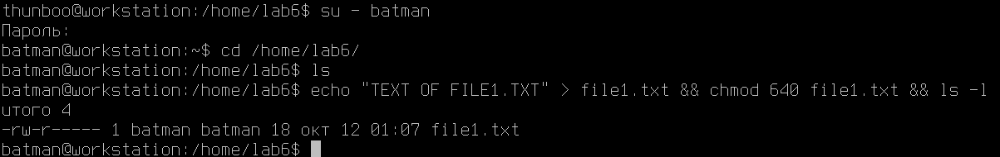 thunboo@workstation:/home/lab6$ su - batman
Пароль:
batman@workstation:~$ cd /home/lab6/
batman@workstation:/home/lab6$ ls
batman@workstation:/home/lab6$ echo "TEXT OF FILE1.TXT" > file1.txt && chmod 640 file1.txt && ls -l
итого 4
-rw-r----- 1 batman batman 18 окт 12 01:07 file1.txt
batman@workstation:/home/lab6$